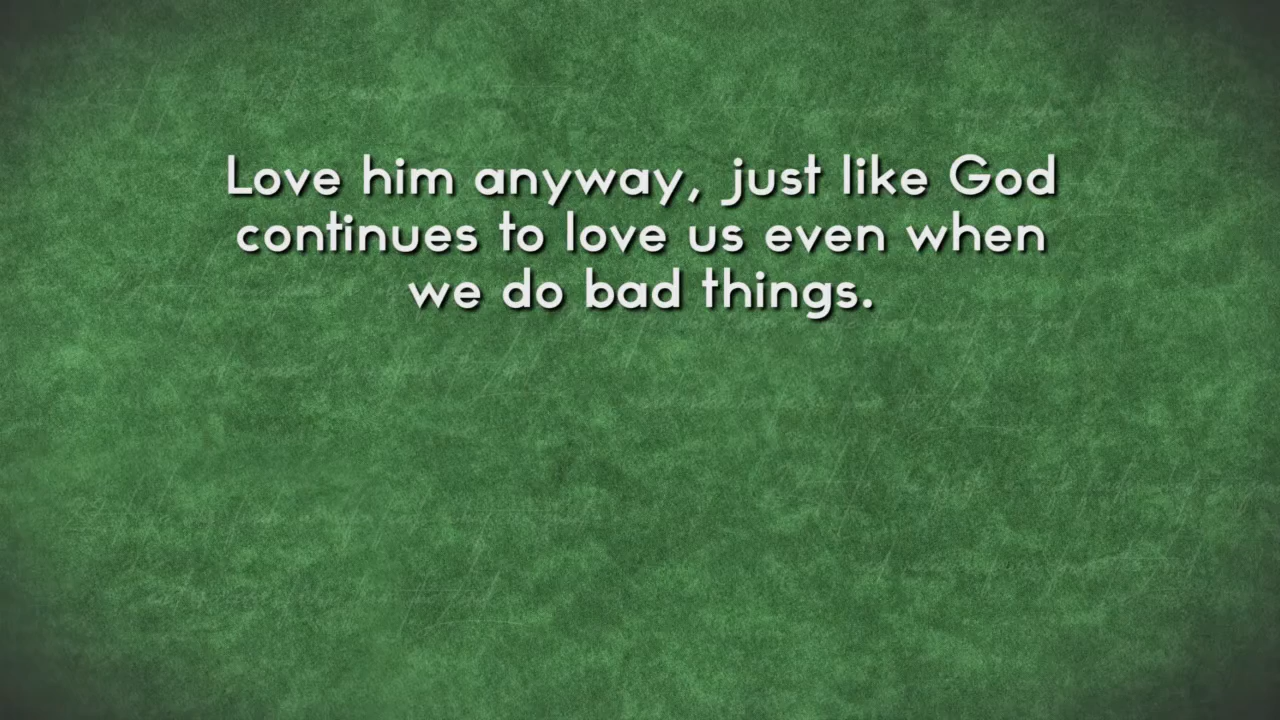 Love him anyway, just like God
continues to love us even when
we do bad things.